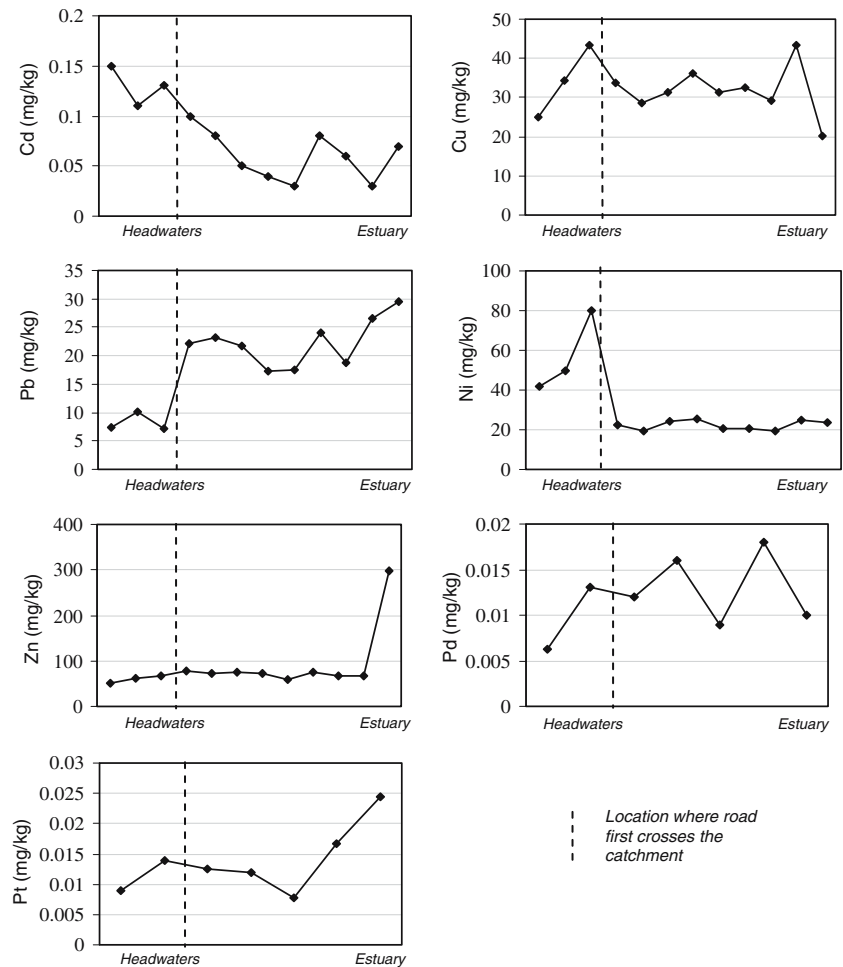 Cd (mg/kg)
0.2
0.15
0.1
0.05
0
Headwaters Estuary
Cu (mg/kg)
50
40
30
20
10
0
Headwaters Estuary
Pb (mg/kg)
35
30
25
20
15
10
5
0
Headwaters Estuary
Ni (mg/kg)
100
80
60
40
20
0
Headwaters Estuary
Zn (mg/kg)
400
300
200
100
0
Headwaters Estuary
Pd (mg/kg)
0.02
0.015
0.01
0.005
0
Headwaters Estuary
Pt (mg/kg)
0.03
0.025
0.02
0.015
0.01
0.005
0
Headwaters Estuary
Location where road
first crosses the
catchment